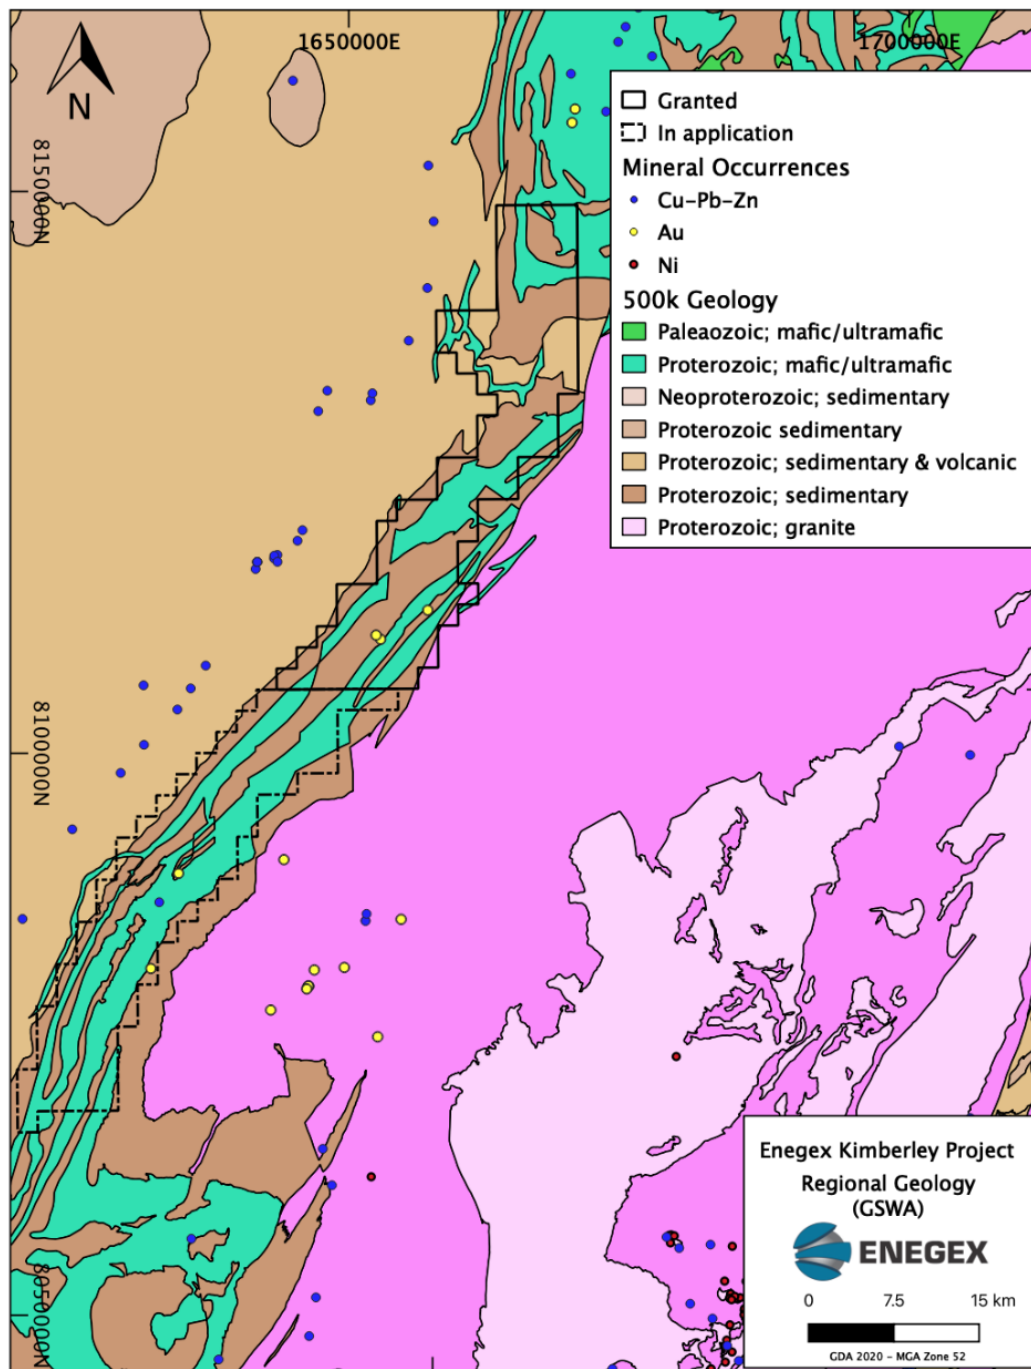 1650000E
1700000E
N
8150000N
8100000N
8050000N
Granted
In application
Mineral Occurrences
Cu-Pb-Zn
Au
Ni
500k Geology
Paleaozoic; mafic/ultramafic
Proterozoic; mafic/ultramafic
Neoproterozoic; sedimentary
Proterozoic sedimentary
Proterozoic; sedimentary & volcanic
Proterozoic; sedimentary
Proterozoic; granite
Enegex Kimberley Project
Regional Geology
(GSWA)
ENEGEX
0 7.5 15 km
GDA 2020 - MGA Zone 52